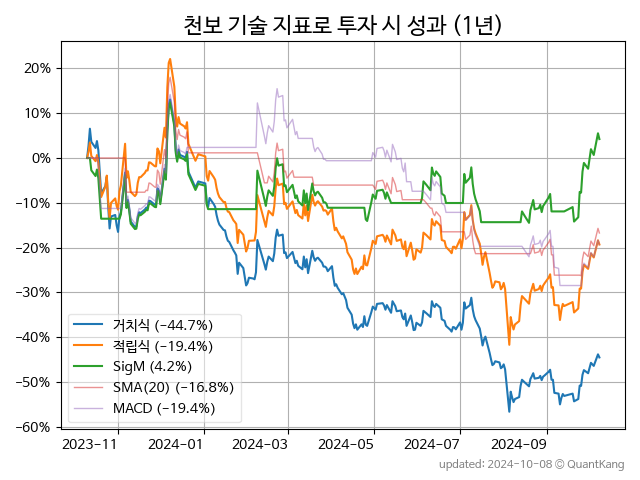 천보 기술 지표로 투자 시 성과 (1년)
20%
10%
0%
−10%
−20%
−30%
−40%
−50%
−60%
거치식 (−44.7%)
적립식 (−19.4%)
SigM (4.2%)
SMA(20) (−16.8%)
MACD (−19.4%)
2023-11 2024-01 2024-03 2024-05 2024-07 2024-09
updated: 2024-10-08 ⓒ QuantKang